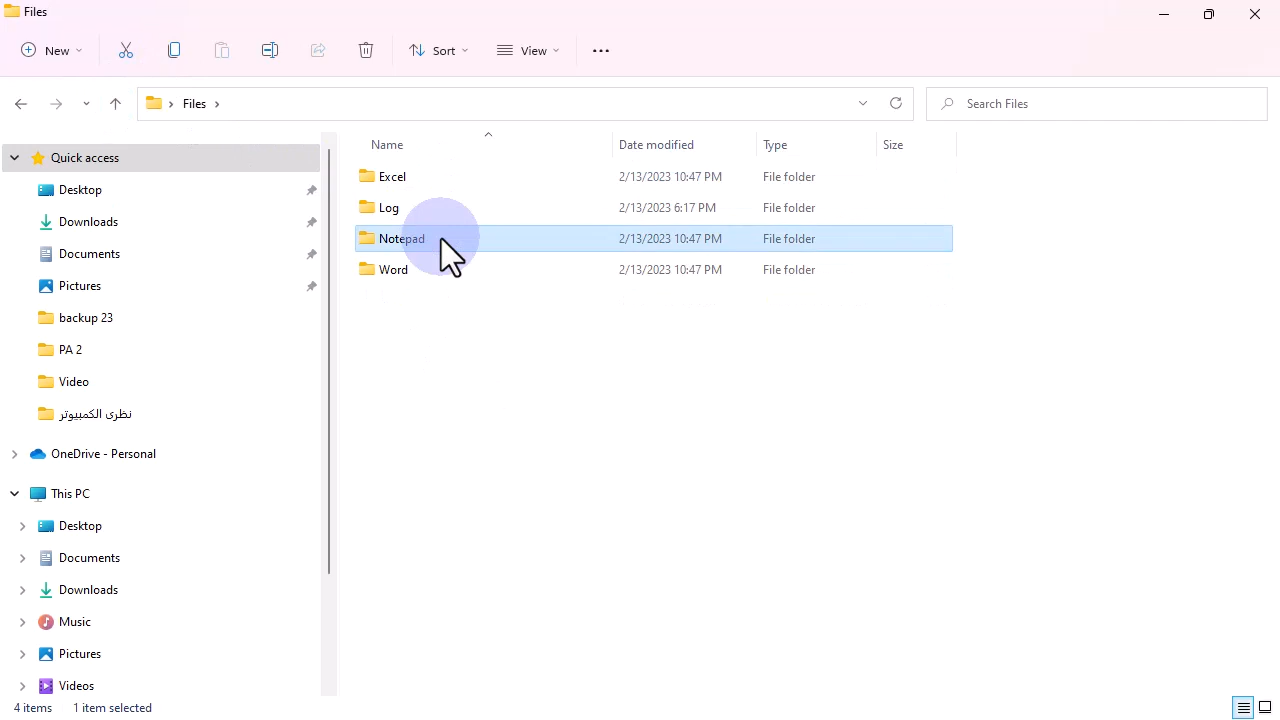 Files
New
Sort
View
Files
Search Files
Name Date modified Type Size
Excel 2/13/2023 10:47 PM File folder
Log 2/13/2023 6:17 PM File folder
Notepad 2/13/2023 10:47 PM File folder
Word 2/13/2023 10:47 PM File folder
Quick access
Desktop
Downloads
Documents
Pictures
backup 23
PA 2
Video
نظرى الكمبيوتر
OneDrive - Personal
This PC
Desktop
Documents
Downloads
Music
Pictures
Videos
4 items 1 item selected